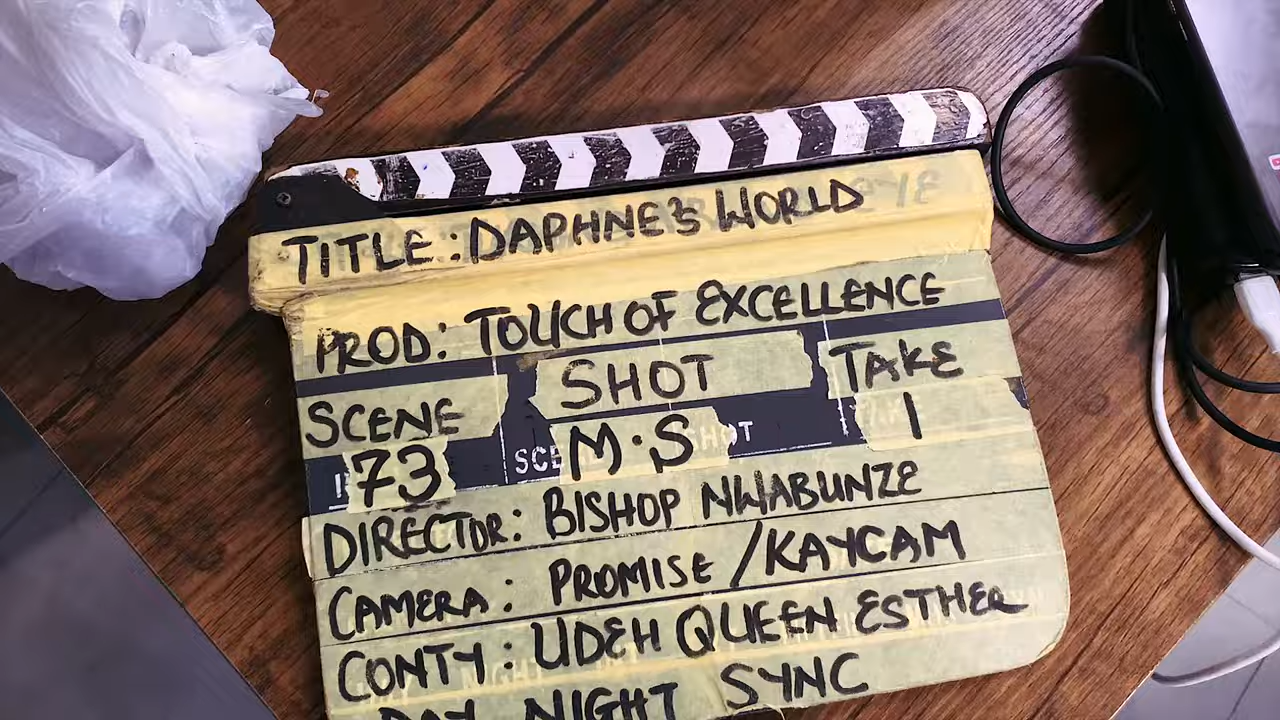 TITLE: DAPHNE'S WORLD
PROD: TOUCH OF EXCELLENCE
SCENE SHOT TAKE
73 M.S 1
DIRECTOR: BISHOP NWABUNZE
CAMERA: PROMISE /KAYCAM
CONTY: UDEH QUEEN ESTHER
DAY NIGHT SYNC